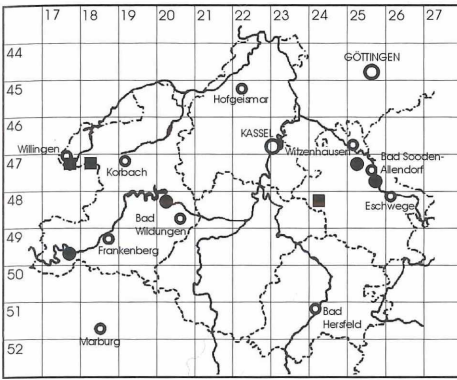 17 18 19 20 21 22 23 24 25 26 27
44
GÖTTINGEN
45
Hofgeismar
46
Willingen
KASSEL
Witzenhausen
47
Korbach
Bad Sooden-
Allendorf
48
Bad
Wildungen
Eschwege
49
Frankenberg
50
51
Bad
Hersfeld
Marburg
52